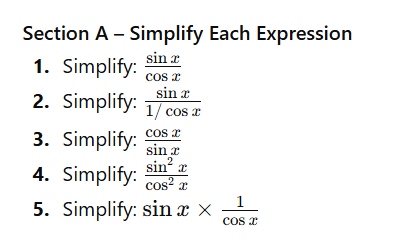 Section A – Simplify Each Expression
1. Simplify: $\frac{\sin x}{\cos x}$
2. Simplify: $\frac{\sin x}{1/\cos x}$
3. Simplify: $\frac{\cos x}{\sin x}$
4. Simplify: $\frac{\sin^2 x}{\cos^2 x}$
5. Simplify: $\sin x \times \frac{1}{\cos x}$